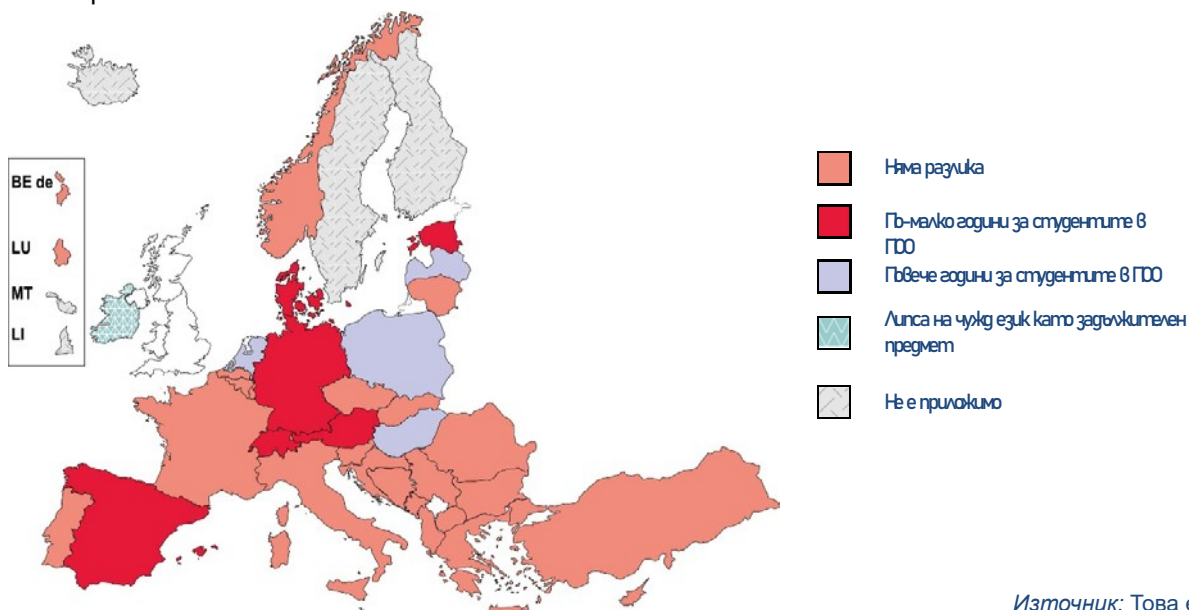 BE de
LU
MT
LI
Няма разлика
По-малко години за студентите в
ПОО
Повече години за студентите в ПОО
Липса на чужд език като задължителен
предмет
Не е приложимо
Източник: Това е